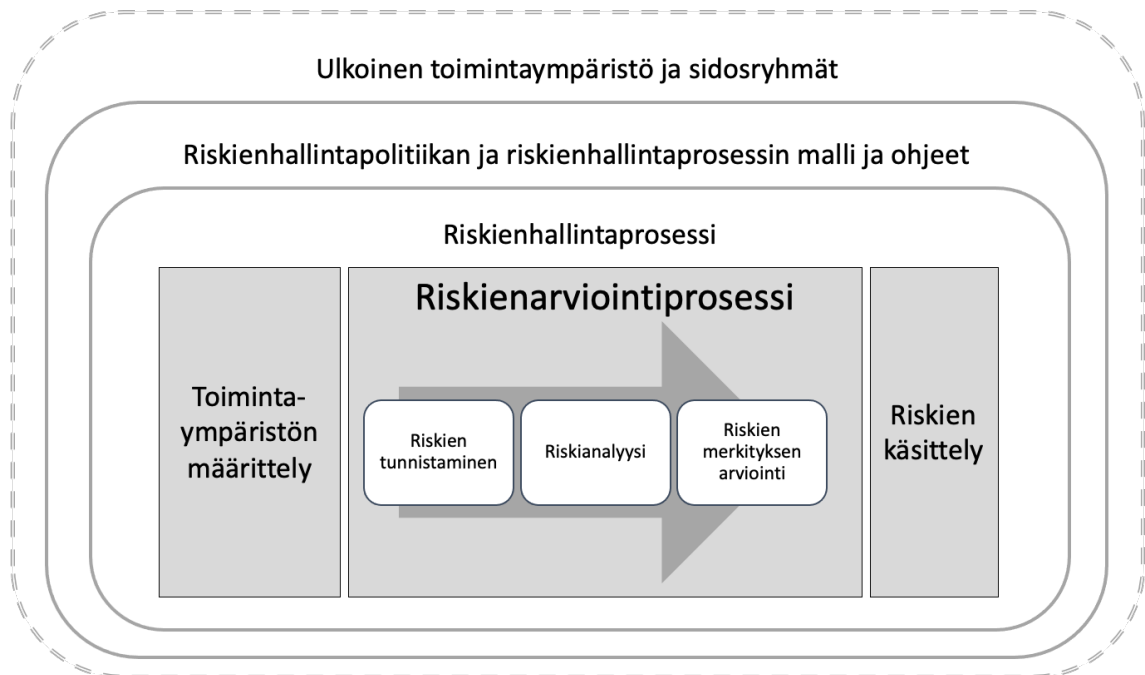 Ulkoinen toimintaympäristö ja sidosryhmät
Riskienhallintapolitiikan ja riskienhallintaprosessin malli ja ohjeet
Riskienhallintaprosessi
Toiminta-
ympäristön
määrittely
Riskienarviointiprosessi
Riskien
tunnistaminen
Riskianalyysi
Riskien
merkityksen
arviointi
Riskien
käsittely